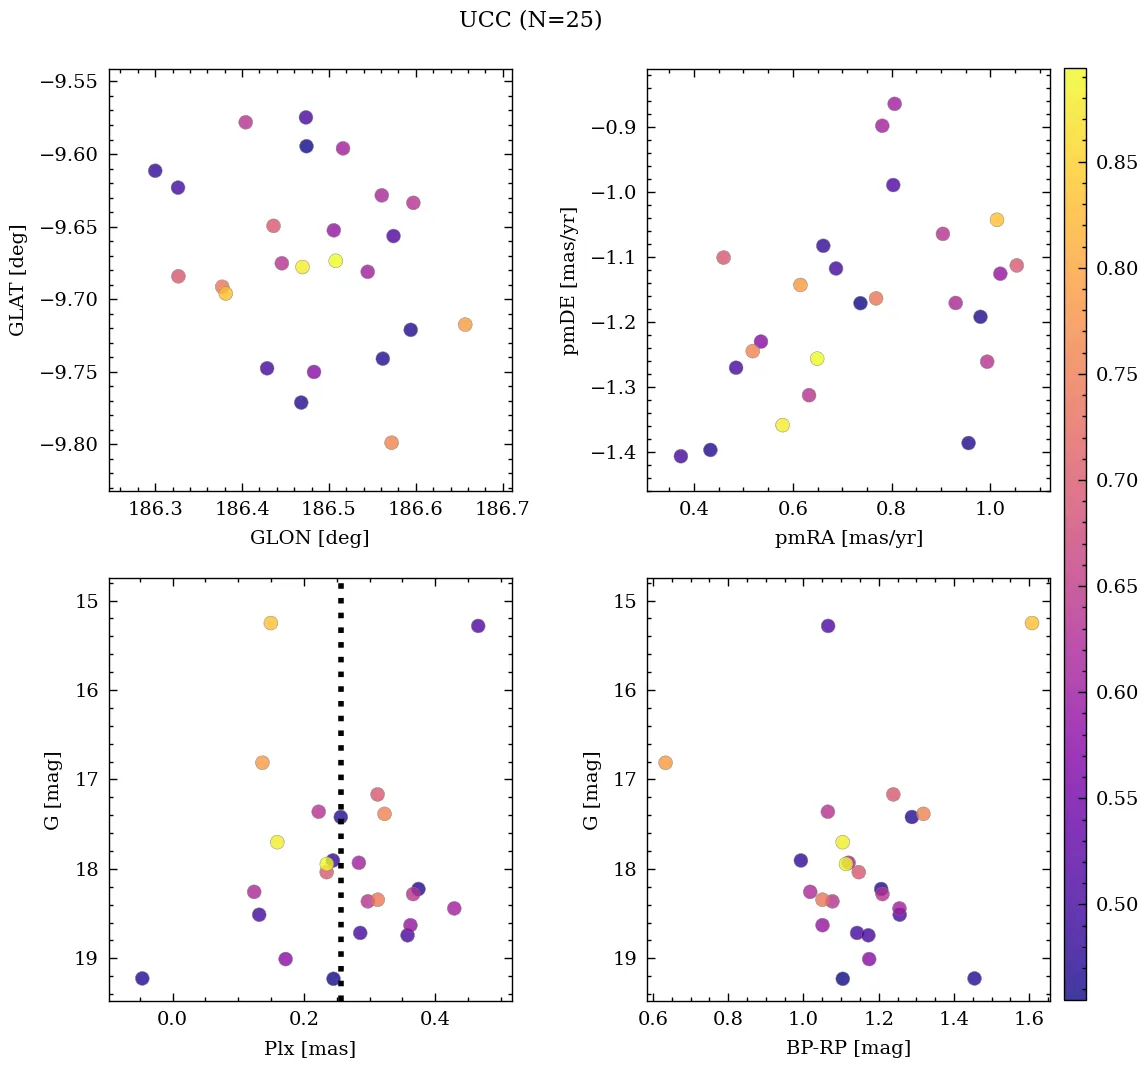 UCC (N=25)
−9.55
−9.60
−9.65
−9.70
−9.75
−9.80
GLAT [deg]
186.3 186.4 186.5 186.6 186.7
GLON [deg]
−0.9
−1.0
−1.1
−1.2
−1.3
−1.4
pmDE [mas/yr]
0.4 0.6 0.8 1.0
pmRA [mas/yr]
15
16
17
18
19
G [mag]
0.0 0.2 0.4
Plx [mas]
15
16
17
18
19
G [mag]
0.6 0.8 1.0 1.2 1.4 1.6
BP-RP [mag]
0.85
0.80
0.75
0.70
0.65
0.60
0.55
0.50